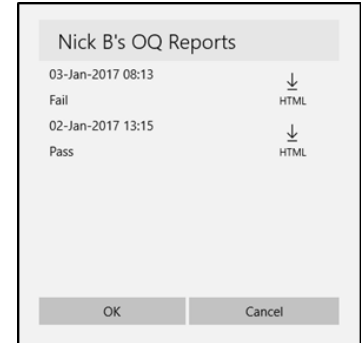 Nick B's OQ Reports
03-Jan-2017 08:13
Fail
HTML
02-Jan-2017 13:15
Pass
HTML
OK Cancel